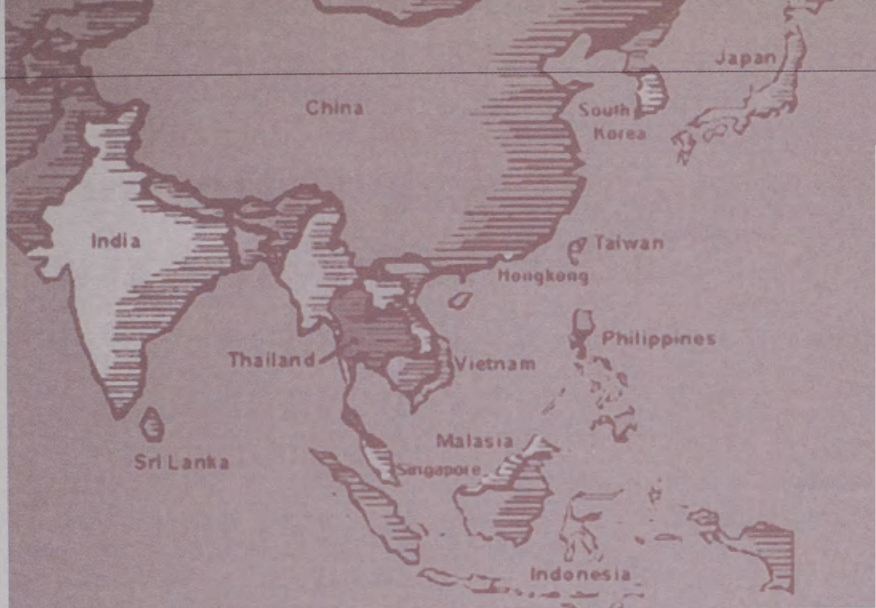 Japan
China
South
Korea
India
Taiwan
Hongkong
Philippines
Thailand
Vietnam
Malasia
Sri Lanka
Singapore
Indonesia